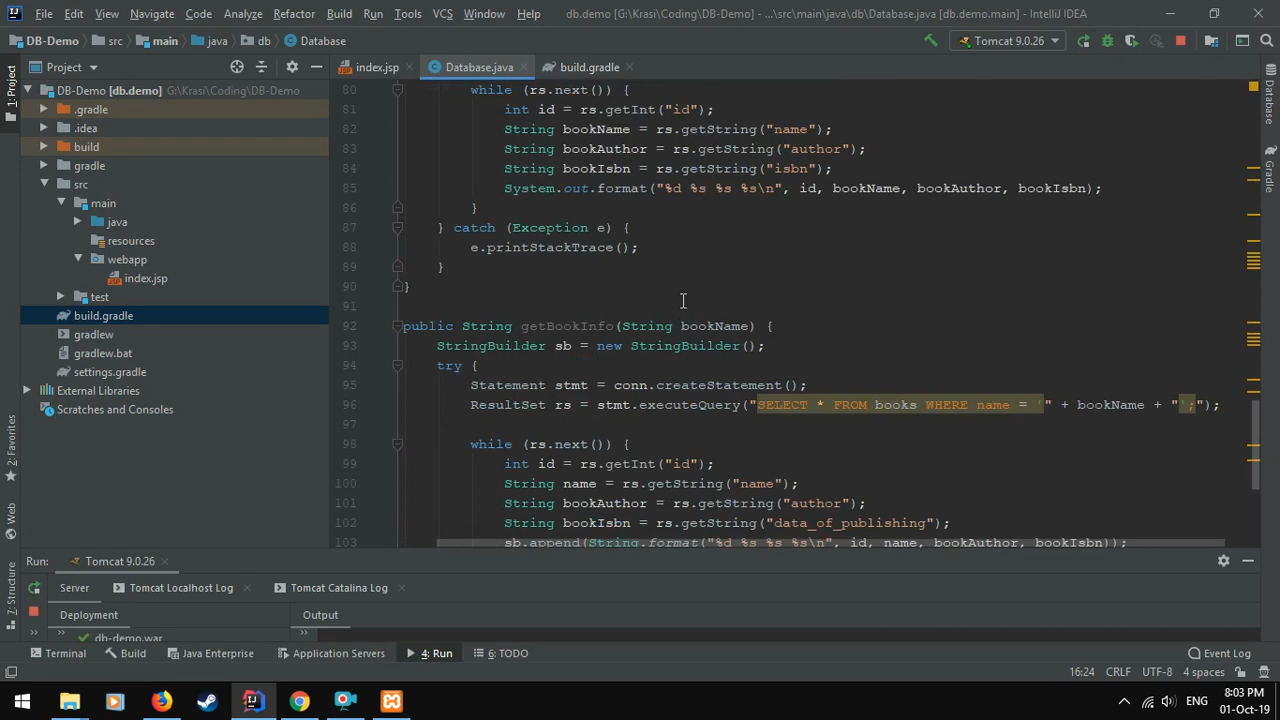 File Edit View Navigate Code Analyze Refactor Build Run Tools VCS Window Help db.demo [G:\Krasi\Coding\DB-Demo] - ...\src\main\java\db\Database.java [db.demo.main] - IntelliJ IDEA
DB-Demo src main java db Database Tomcat 9.0.26
Project index.jsp Database.java build.gradle
DB-Demo [db.demo] G:\Krasi\Coding\DB-Demo
.gradle
.idea
build
gradle
src
main
java
resources
webapp
index.jsp
test
build.gradle
gradlew
gradlew.bat
settings.gradle
External Libraries
Scratches and Consoles
1: Project
2: Favorites
Web
7: Structure
80 while (rs.next()) {
81 int id = rs.getInt("id");
82 String bookName = rs.getString("name");
83 String bookAuthor = rs.getString("author");
84 String bookIsbn = rs.getString("isbn");
85 System.out.format("%d %s %s %s\n", id, bookName, bookAuthor, bookIsbn);
86 }
87 } catch (Exception e) {
88 e.printStackTrace();
89 }
90 }
91
92 public String getBookInfo(String bookName) {
93 StringBuilder sb = new StringBuilder();
94 try {
95 Statement stmt = conn.createStatement();
96 ResultSet rs = stmt.executeQuery("SELECT * FROM books WHERE name = '" + bookName + "';");
97
98 while (rs.next()) {
99 int id = rs.getInt("id");
100 String name = rs.getString("name");
101 String bookAuthor = rs.getString("author");
102 String bookIsbn = rs.getString("data_of_publishing");
103 sb.append(String.format("%d %s %s %s\n", id, name, bookAuthor, bookIsbn));
Database
Gradle
Run: Tomcat 9.0.26
Server Tomcat Localhost Log Tomcat Catalina Log
Deployment Output
db-demo.war
Terminal Build Java Enterprise Application Servers 4: Run 6: TODO Event Log
16:24 CRLF UTF-8 4 spaces
ENG 8:03 PM
01-Oct-19